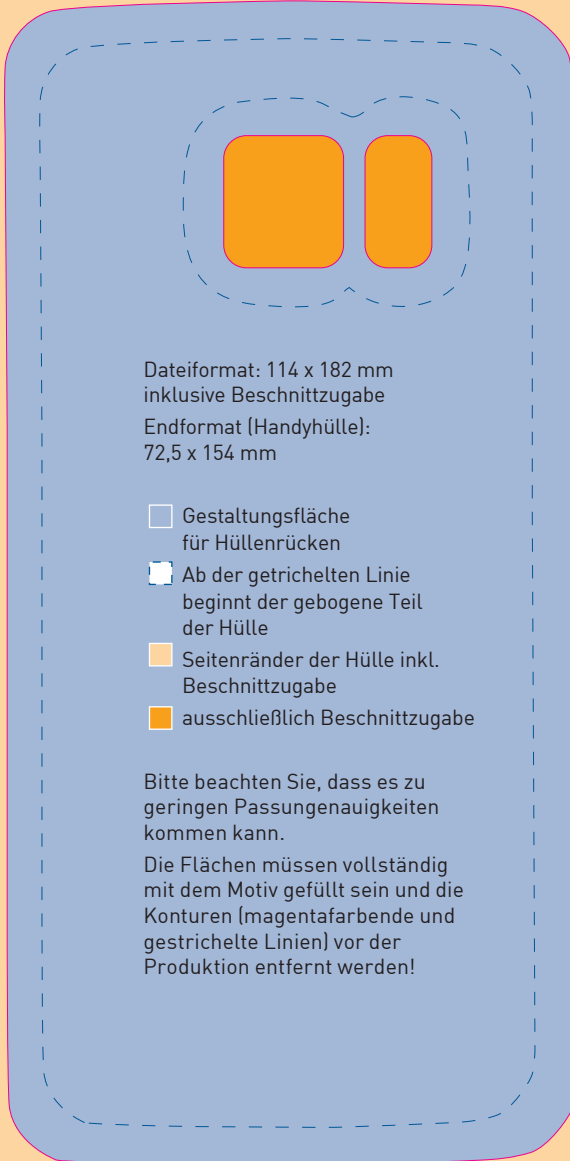 Dateiformat: 114 x 182 mm
inklusive Beschnittzugabe
Endformat (Handyhülle):
72,5 x 154 mm
Gestaltungsfläche
für Hüllenrücken
Ab der getrichelten Linie
beginnt der gebogene Teil
der Hülle
Seitenränder der Hülle inkl.
Beschnittzugabe
ausschließlich Beschnittzugabe
Bitte beachten Sie, dass es zu
geringen Passungenauigkeiten
kommen kann.
Die Flächen müssen vollständig
mit dem Motiv gefüllt sein und die
Konturen (magentafarbende und
gestrichelte Linien) vor der
Produktion entfernt werden!